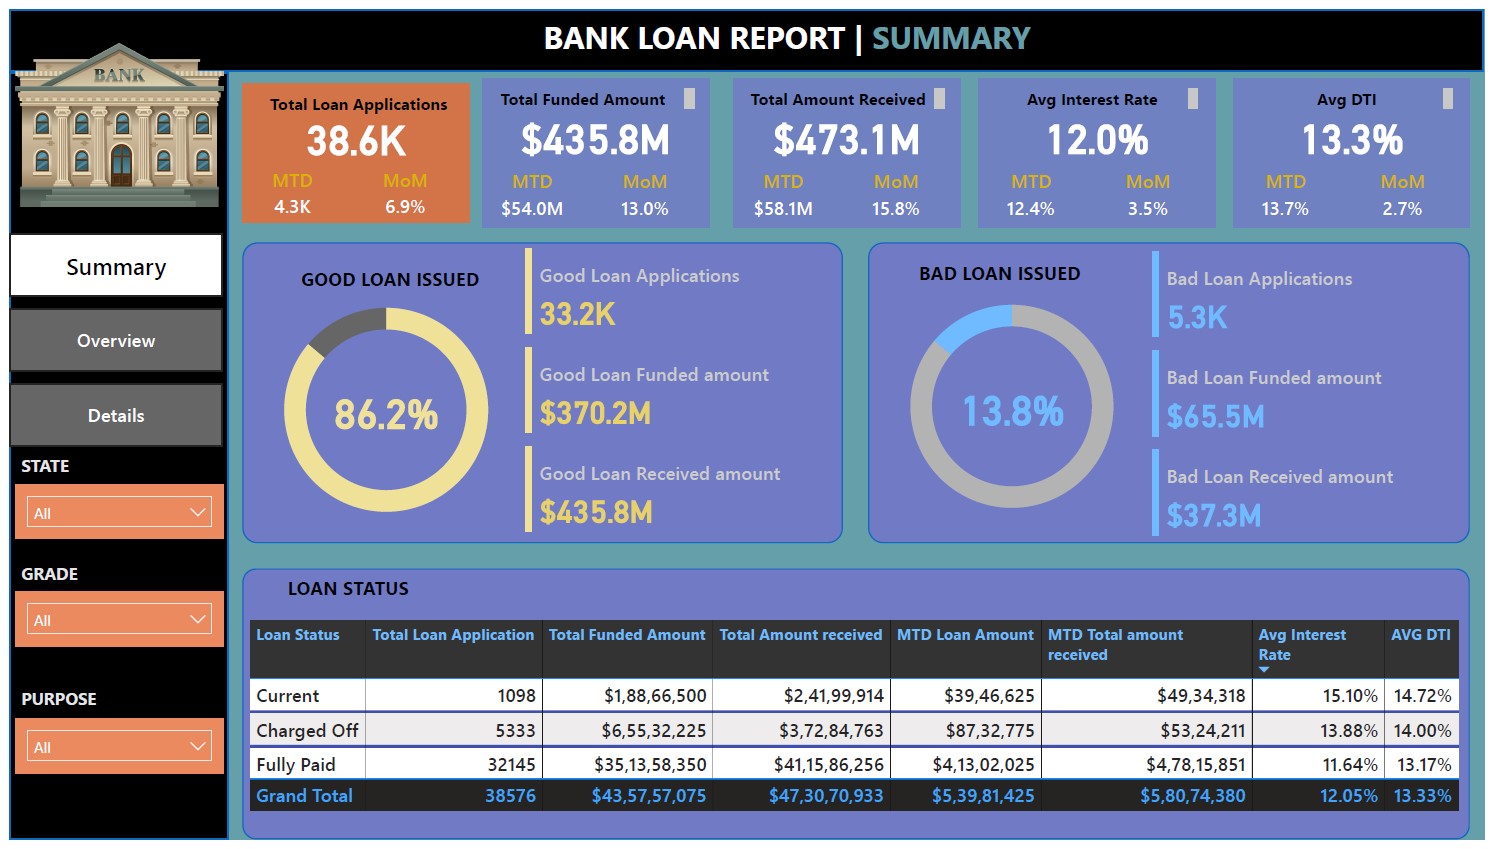 BANK LOAN REPORT | SUMMARY
BANK
Total Loan Applications
38.6K
MTD MoM
4.3K 6.9%
Total Funded Amount
$435.8M
MTD MoM
$54.0M 13.0%
Total Amount Received
$473.1M
MTD MoM
$58.1M 15.8%
Avg Interest Rate
12.0%
MTD MoM
12.4% 3.5%
Avg DTI
13.3%
MTD MoM
13.7% 2.7%
Summary
Overview
Details
STATE
All
GRADE
All
PURPOSE
All
GOOD LOAN ISSUED
86.2%
Good Loan Applications
33.2K
Good Loan Funded amount
$370.2M
Good Loan Received amount
$435.8M
BAD LOAN ISSUED
13.8%
Bad Loan Applications
5.3K
Bad Loan Funded amount
$65.5M
Bad Loan Received amount
$37.3M
LOAN STATUS
Loan Status Total Loan Application Total Funded Amount Total Amount received MTD Loan Amount MTD Total amount received Avg Interest Rate AVG DTI
Current 1098 $1,88,66,500 $2,41,99,914 $39,46,625 $49,34,318 15.10% 14.72%
Charged Off 5333 $6,55,32,225 $3,72,84,763 $87,32,775 $53,24,211 13.88% 14.00%
Fully Paid 32145 $35,13,58,350 $41,15,86,256 $4,13,02,025 $4,78,15,851 11.64% 13.17%
Grand Total 38576 $43,57,57,075 $47,30,70,933 $5,39,81,425 $5,80,74,380 12.05% 13.33%